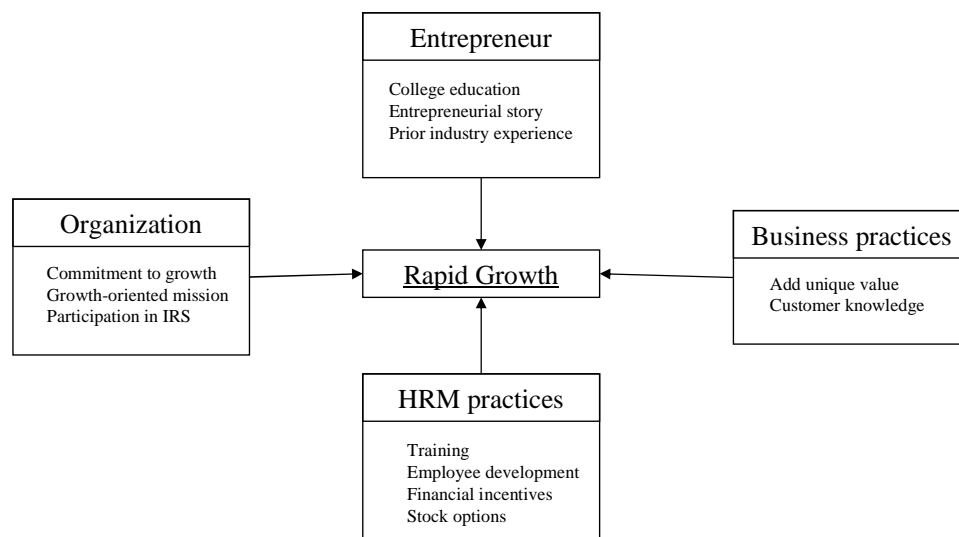 Entrepreneur
College education
Entrepreneurial story
Prior industry experience
Organization
Commitment to growth
Growth-oriented mission
Participation in IRS
Rapid Growth
Business practices
Add unique value
Customer knowledge
HRM practices
Training
Employee development
Financial incentives
Stock options